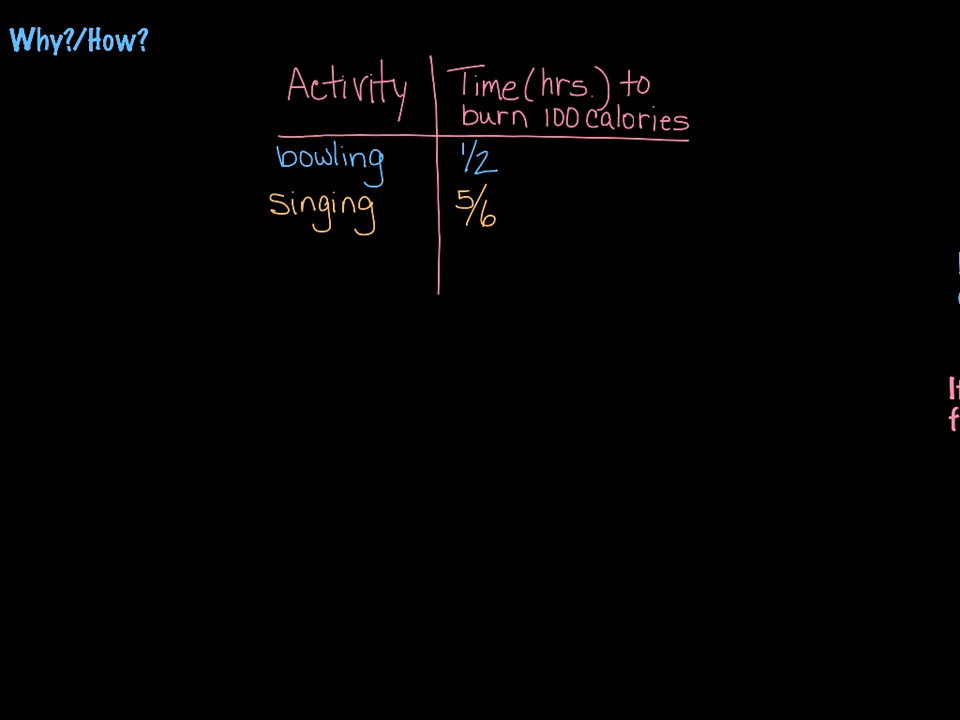 Why?/How?
Activity
Time (hrs.) to
burn 100 calories
bowling 1/2
singing 5/6